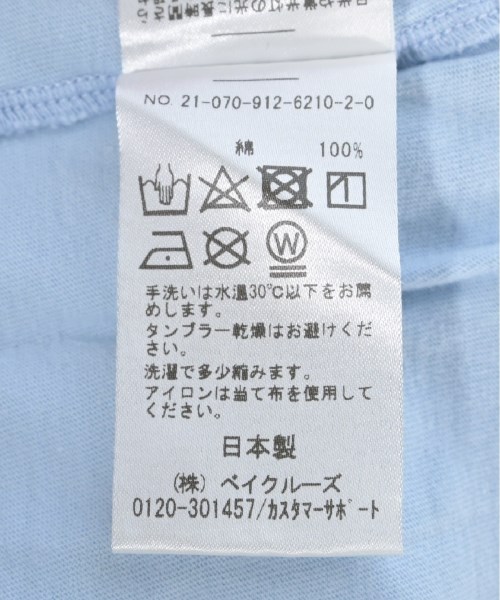 NO. 21-070-912-6210-2-0
綿 100%
W
手洗いは水温30℃以下をお薦
めします。
タンブラー乾燥はお避けくだ
さい。
洗濯で多少縮みます。
アイロンは当て布を使用して
ください。
日本製
(株) ベイクルーズ
0120-301457/カスタマーサポート